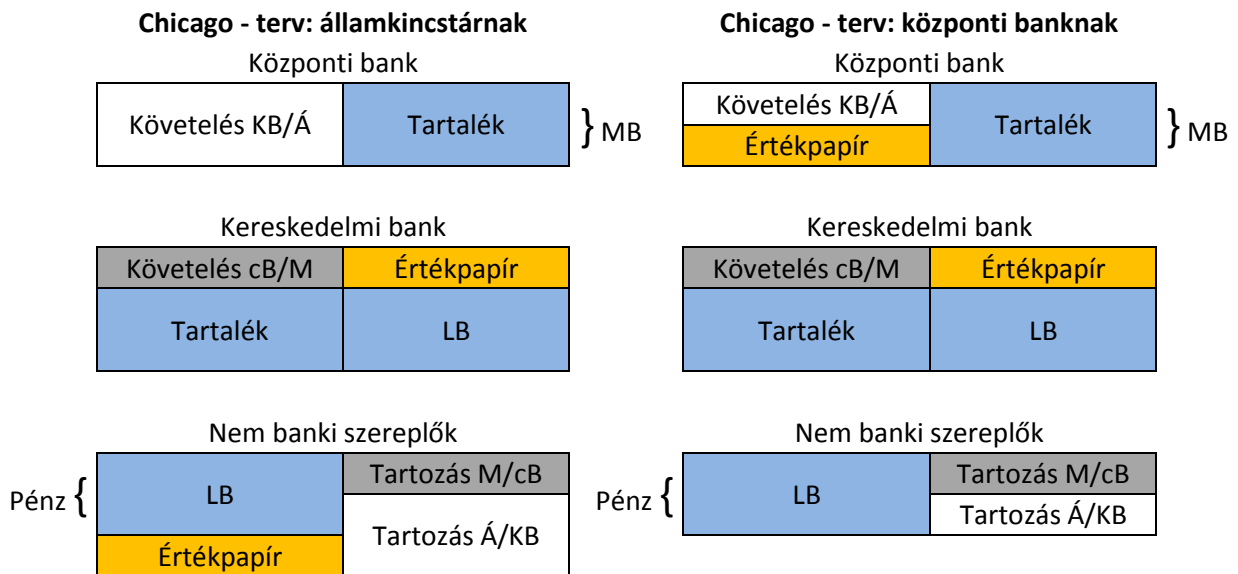 Chicago - terv: államkincstárnak
Központi bank
Követelés KB/Á
Tartalék
} MB
Kereskedelmi bank
Követelés cB/M
Értékpapír
Tartalék
LB
Nem banki szereplők
Pénz {
LB
Tartozás M/cB
Értékpapír
Tartozás Á/KB
Chicago - terv: központi banknak
Központi bank
Követelés KB/Á
Értékpapír
Tartalék
} MB
Kereskedelmi bank
Követelés cB/M
Értékpapír
Tartalék
LB
Nem banki szereplők
Pénz {
LB
Tartozás M/cB
Tartozás Á/KB